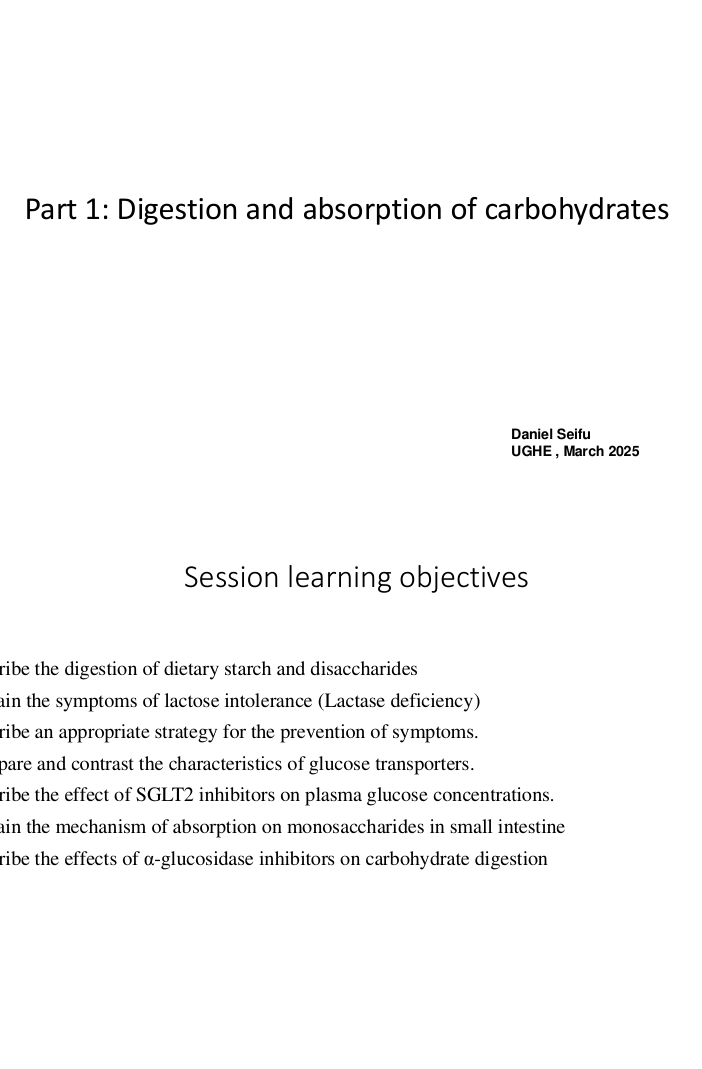 Part 1: Digestion and absorption of carbohydrates
Daniel Seifu
UGHE , March 2025
Session learning objectives
ribe the digestion of dietary starch and disaccharides
ain the symptoms of lactose intolerance (Lactase deficiency)
ribe an appropriate strategy for the prevention of symptoms.
pare and contrast the characteristics of glucose transporters.
ribe the effect of SGLT2 inhibitors on plasma glucose concentrations.
ain the mechanism of absorption on monosaccharides in small intestine
ribe the effects of α-glucosidase inhibitors on carbohydrate digestion